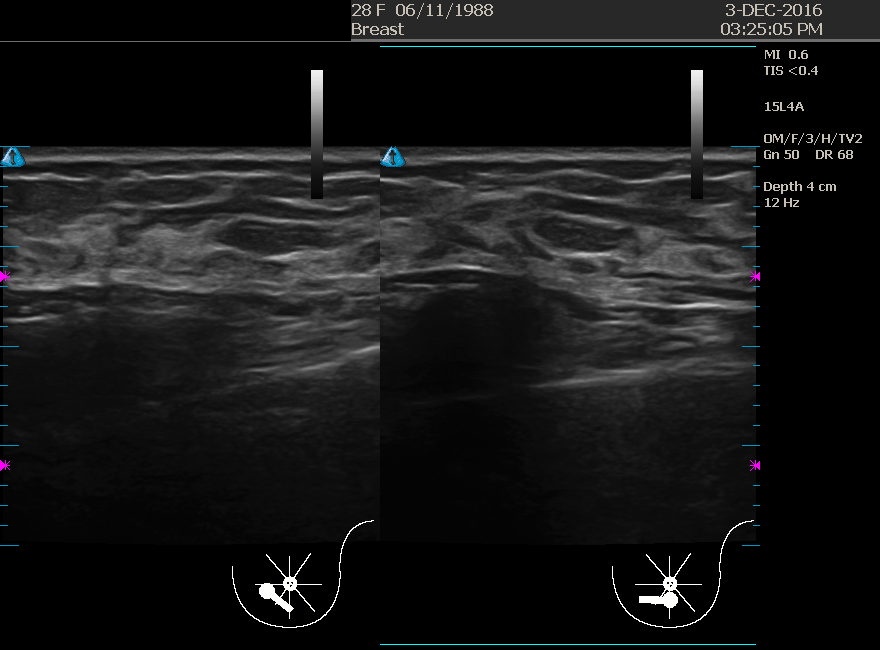 28 F 06/11/1988 3-DEC-2016
Breast 03:25:05 PM
MI 0.6
TIS <0.4
15L4A
OM/F/3/H/TV2
Gn 50 DR 68
Depth 4 cm
12 Hz